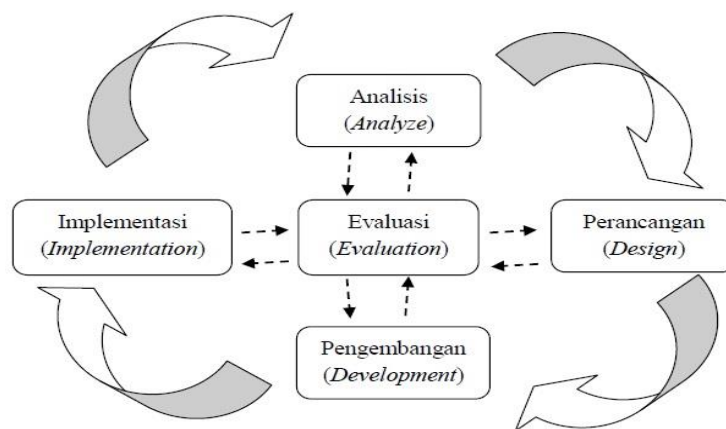 Analisis
(Analyze)
Implementasi
(Implementation)
Evaluasi
(Evaluation)
Perancangan
(Design)
Pengembangan
(Development)